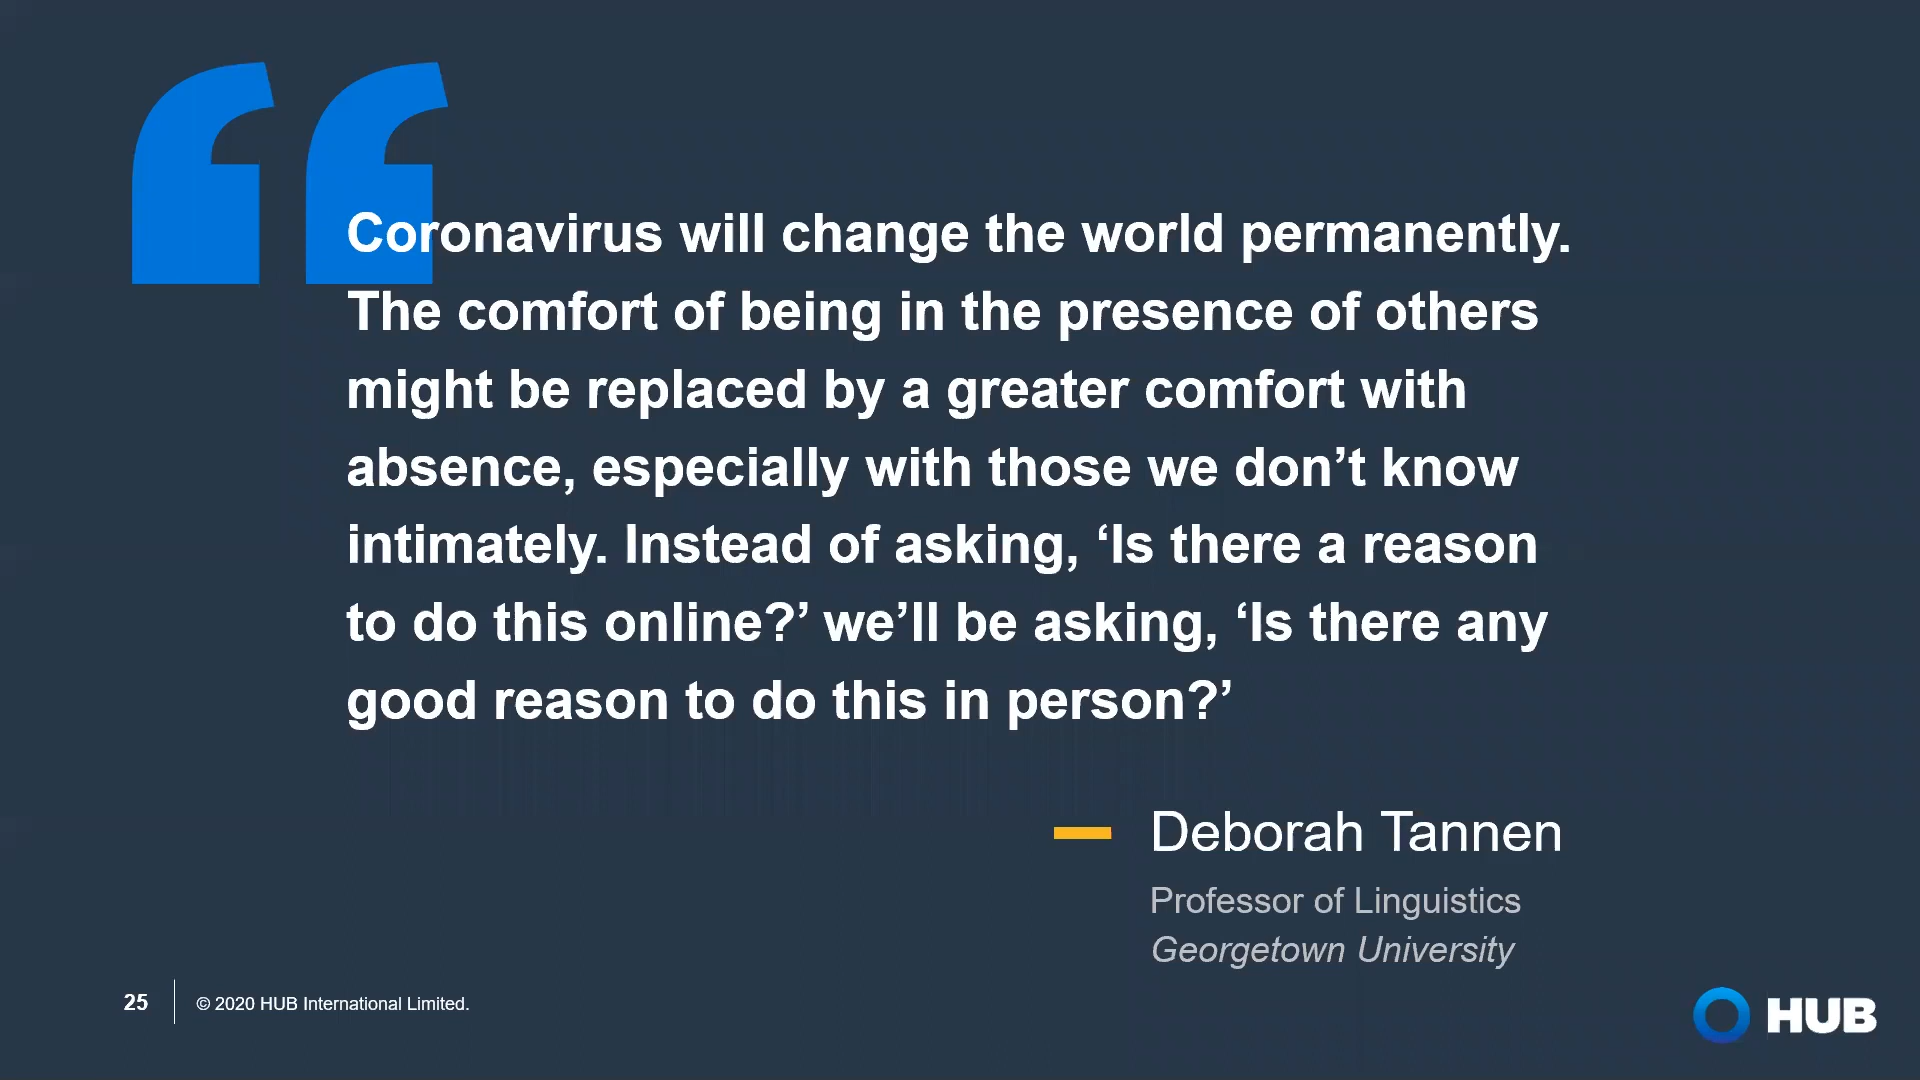 Coronavirus will change the world permanently.
The comfort of being in the presence of others
might be replaced by a greater comfort with
absence, especially with those we don’t know
intimately. Instead of asking, ‘Is there a reason
to do this online?’ we’ll be asking, ‘Is there any
good reason to do this in person?’
Deborah Tannen
Professor of Linguistics
Georgetown University
25
© 2020 HUB International Limited.
HUB